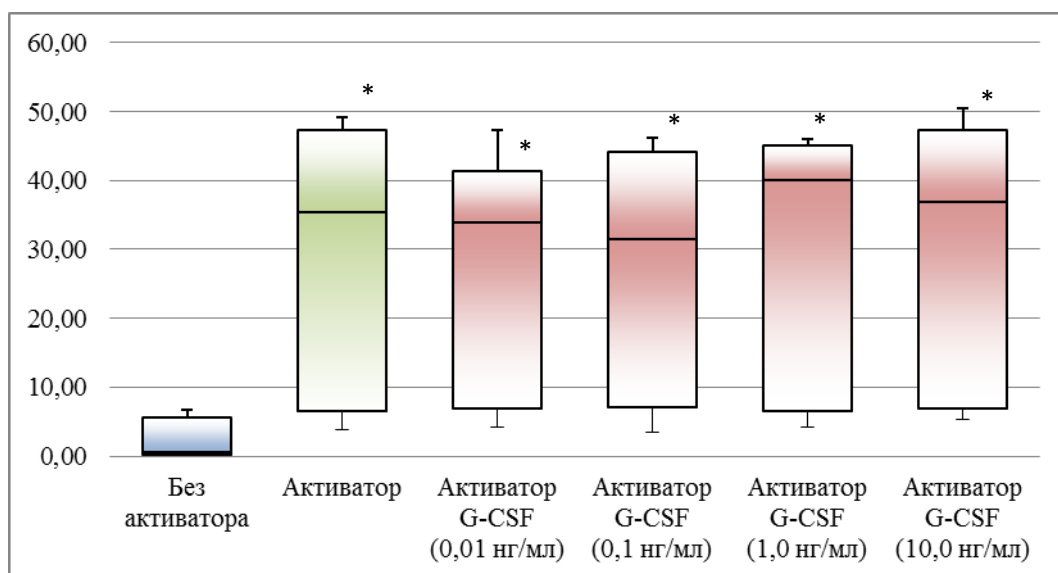 60,00
50,00
40,00
30,00
20,00
10,00
0,00
* * * * *
Без
активатора
Активатор
Активатор
G-CSF
(0,01 нг/мл)
Активатор
G-CSF
(0,1 нг/мл)
Активатор
G-CSF
(1,0 нг/мл)
Активатор
G-CSF
(10,0 нг/мл)